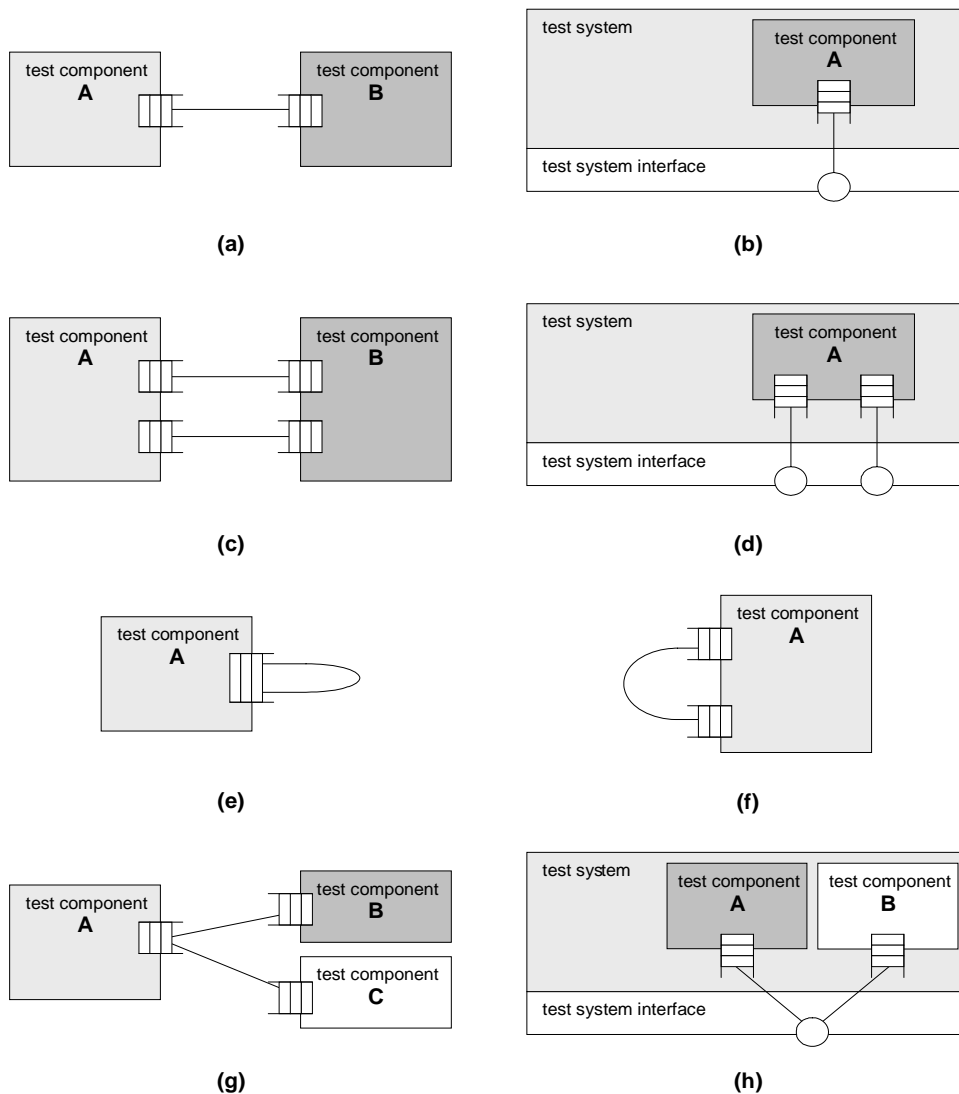 test component
A
test component
B
(a)
test system
test component
A
test system interface
(b)
test component
A
test component
B
(c)
test system
test component
A
test system interface
(d)
test component
A
(e)
test component
A
(f)
test component
A
test component
B
test component
C
(g)
test system
test component
A
test component
B
test system interface
(h)